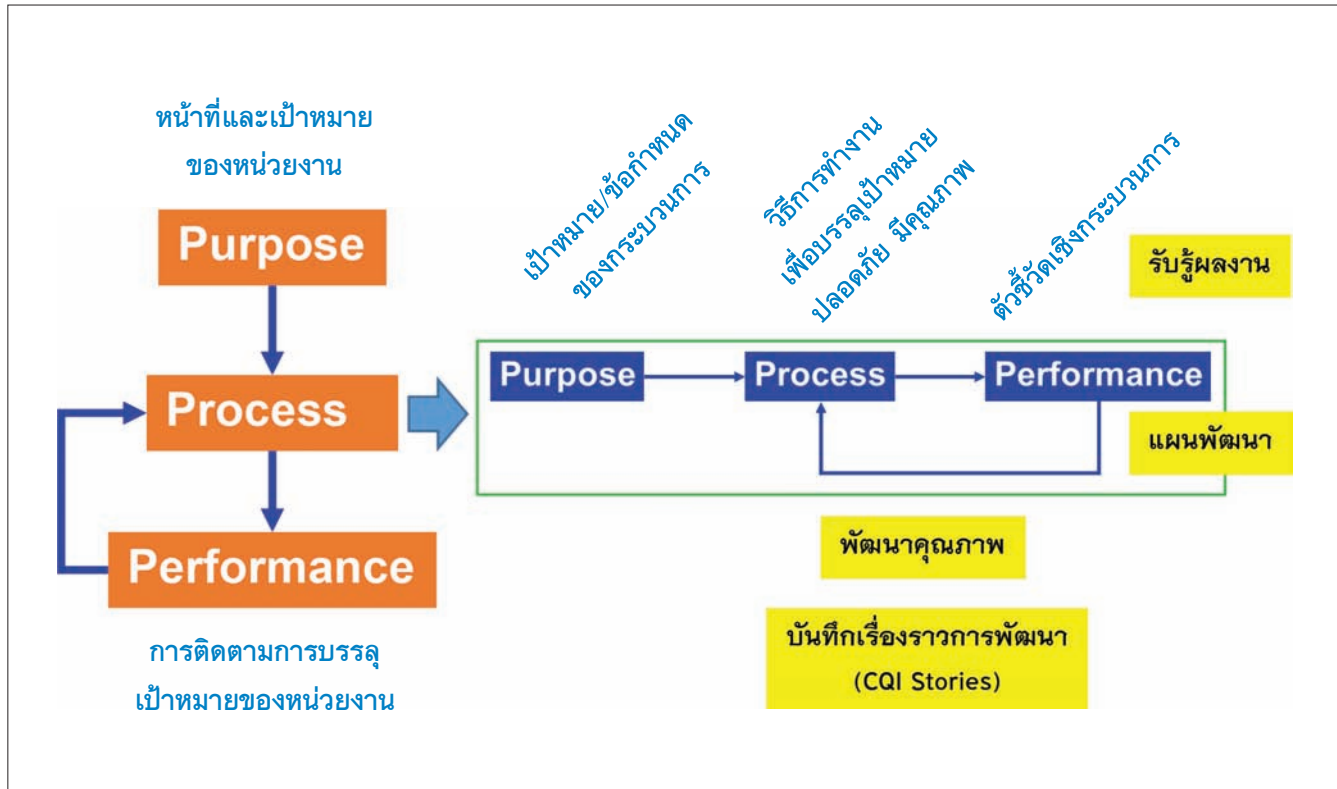 หน้าที่และเป้าหมาย
ของหน่วยงาน
Purpose
Process
Performance
การติดตามการบรรลุ
เป้าหมายของหน่วยงาน
เป้าหมาย/ข้อกำหนด
ของกระบวนการ
วิธีการทำงาน
เพื่อบรรลุเป้าหมาย
ปลอดภัย มีคุณภาพ
ตัวชี้วัดเชิงกระบวนการ
รับรู้ผลงาน
Purpose
Process
Performance
แผนพัฒนา
พัฒนาคุณภาพ
บันทึกเรื่องราวการพัฒนา
(CQI Stories)